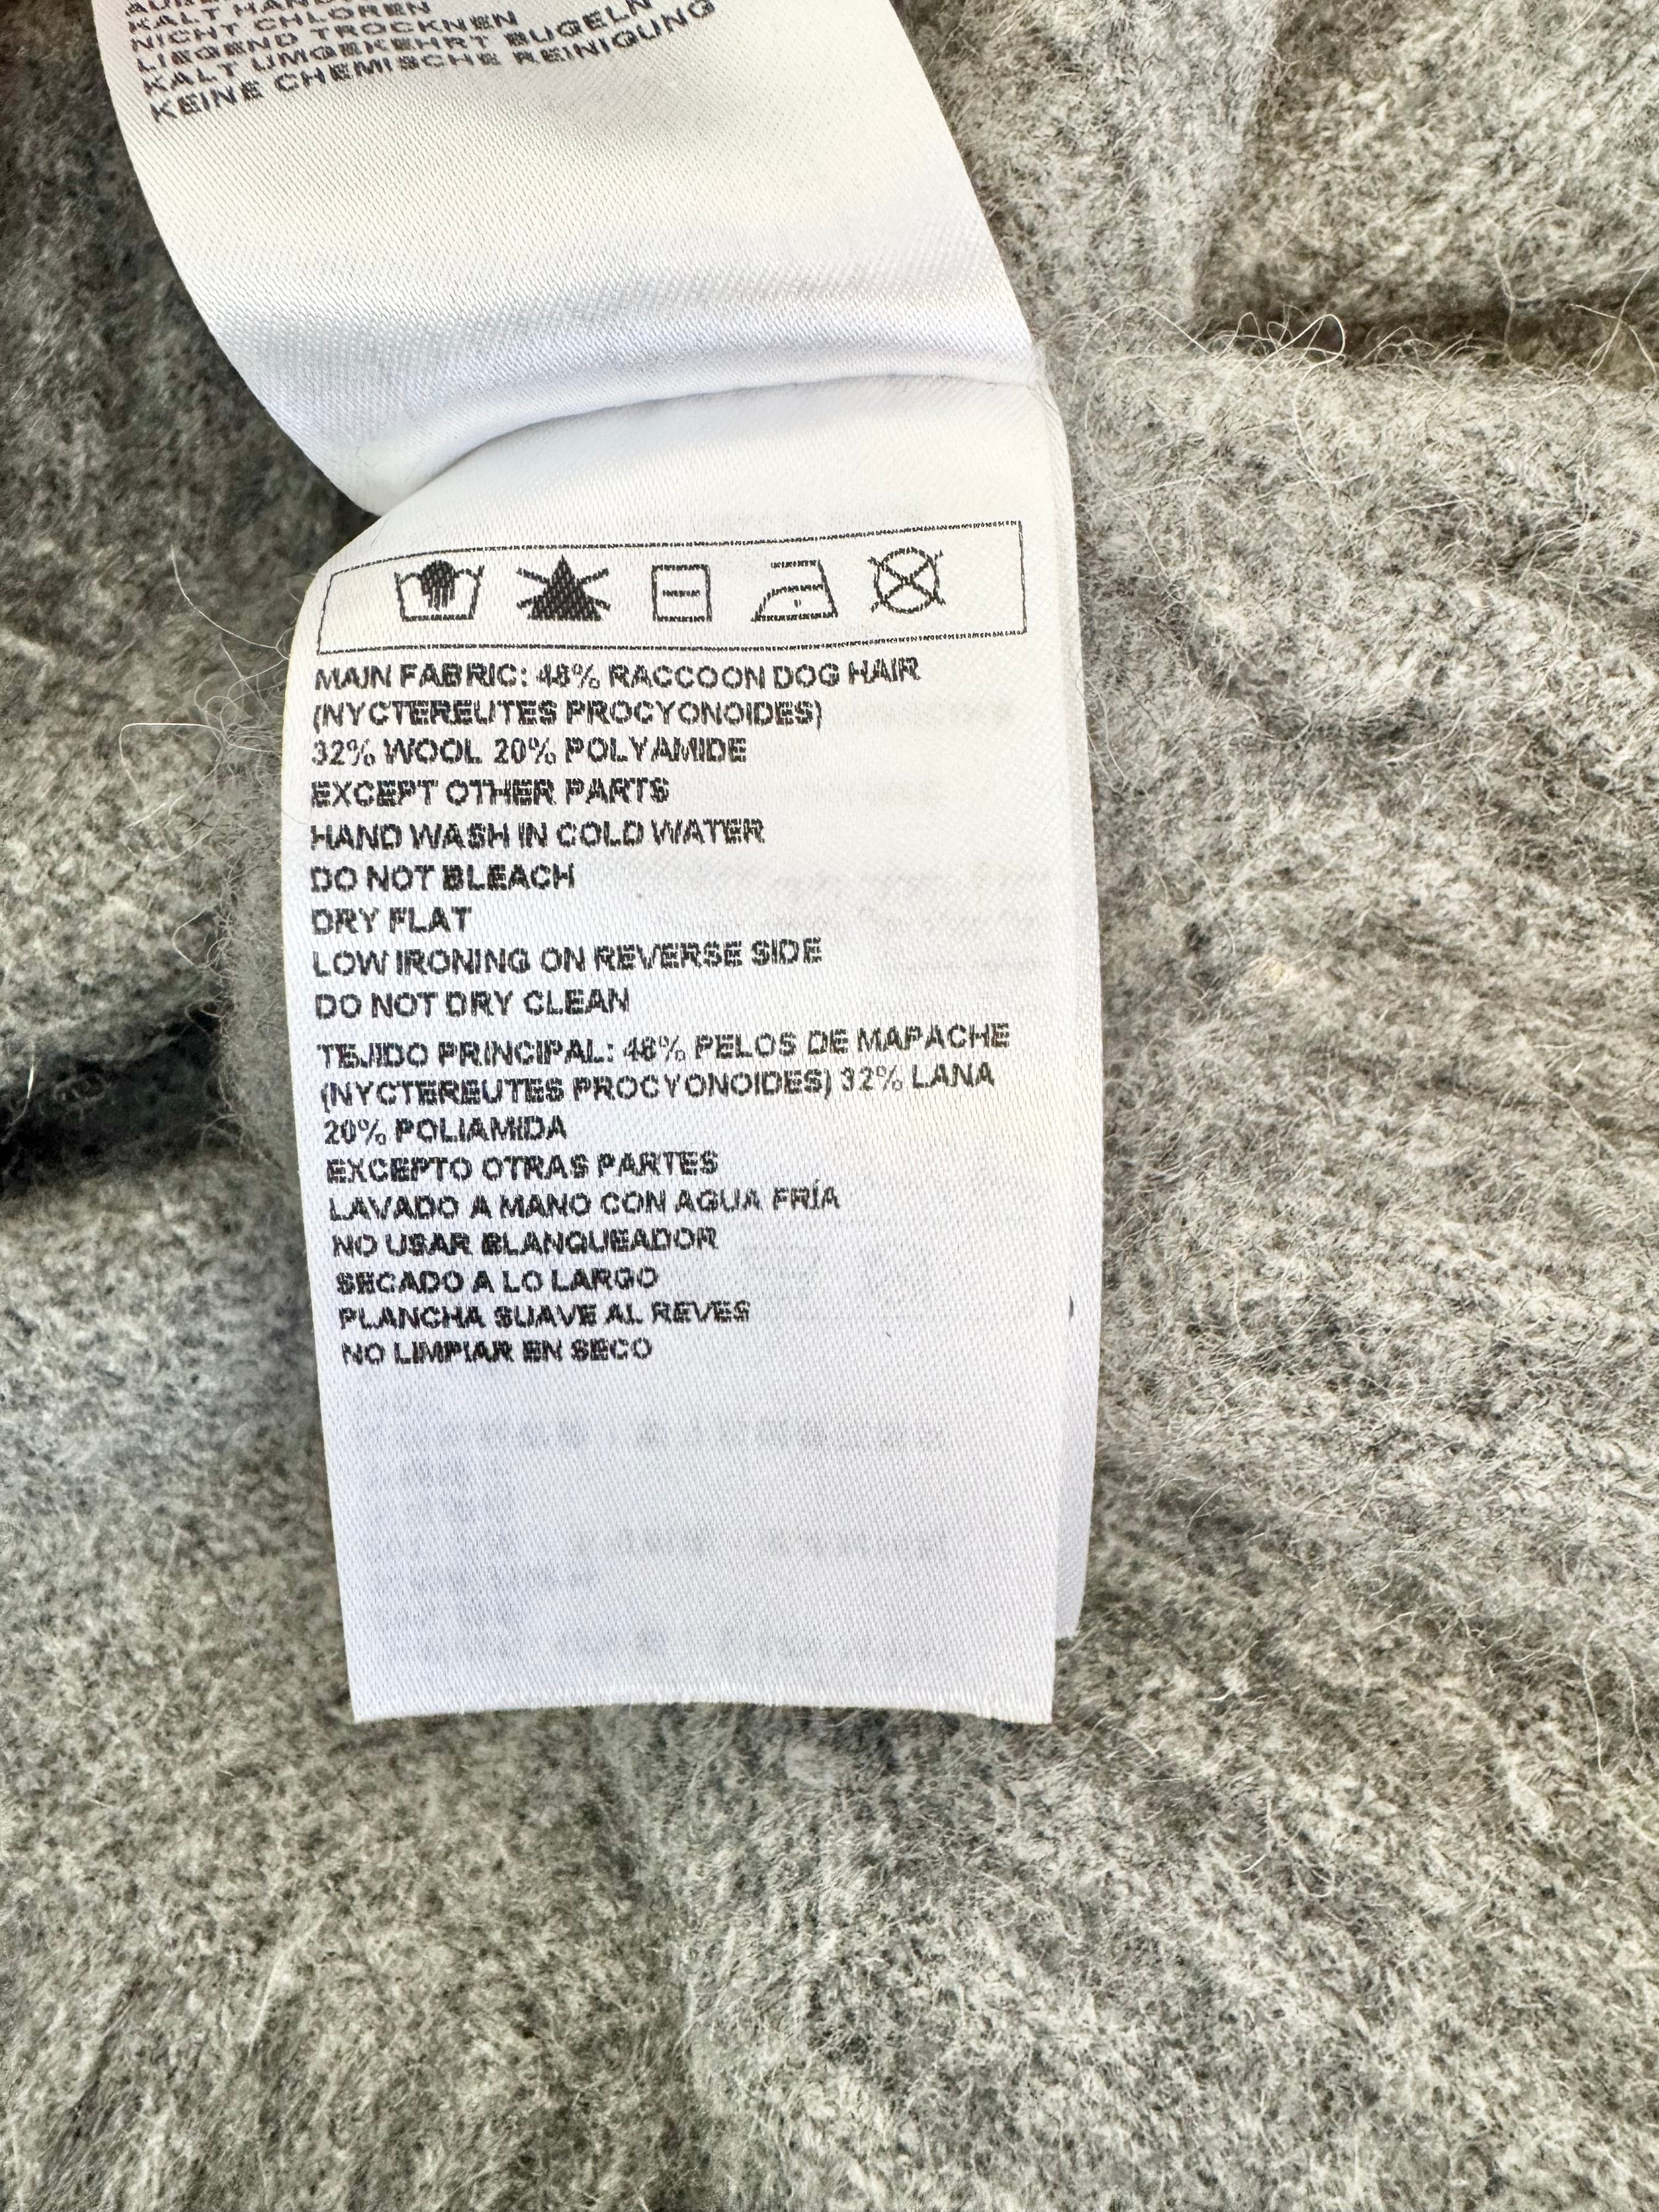 KALT HAND
NICHT CHLOREN
LIEGEND TROCKNEN
KALT UMGEKEHRT BÜGELN
KEINE CHEMISCHE REINIGUNG
MAIN FABRIC: 48% RACCOON DOG HAIR
(NYCTEREUTES PROCYONOIDES)
32% WOOL 20% POLYAMIDE
EXCEPT OTHER PARTS
HAND WASH IN COLD WATER
DO NOT BLEACH
DRY FLAT
LOW IRONING ON REVERSE SIDE
DO NOT DRY CLEAN
TEJIDO PRINCIPAL: 48% PELOS DE MAPACHE
(NYCTEREUTES PROCYONOIDES) 32% LANA
20% POLIAMIDA
EXCEPTO OTRAS PARTES
LAVADO A MANO CON AGUA FRÍA
NO USAR BLANQUEADOR
SECADO A LO LARGO
PLANCHA SUAVE AL REVES
NO LIMPIAR EN SECO